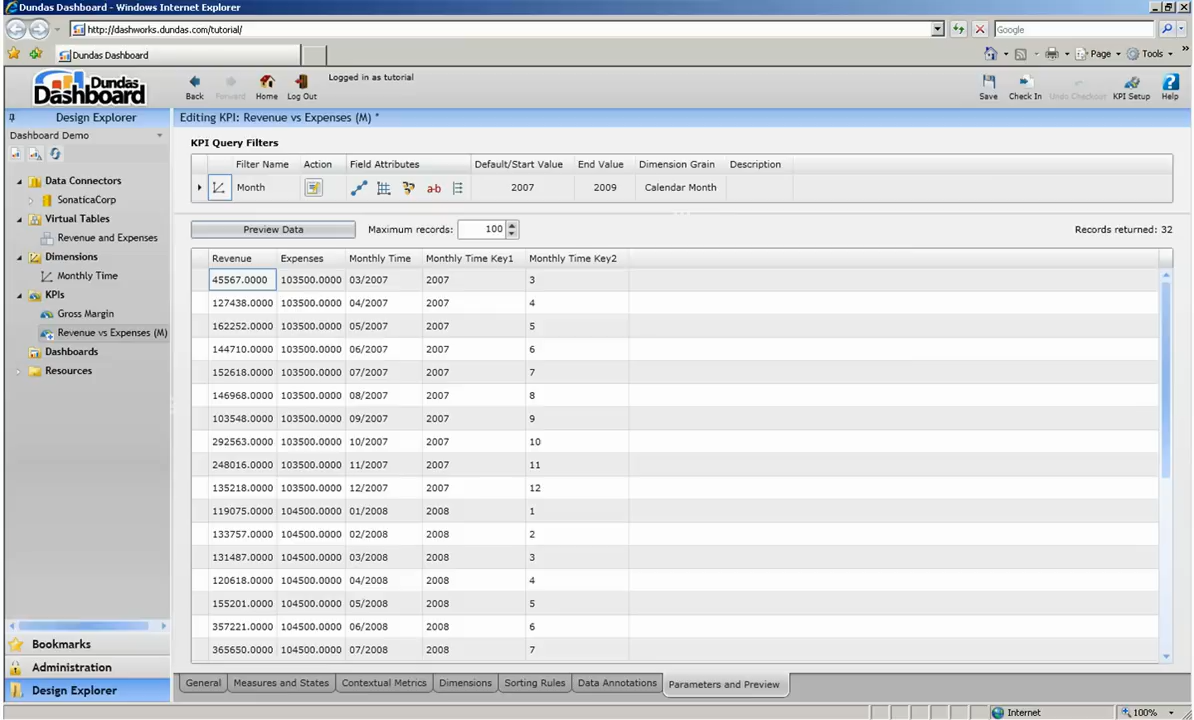 Dundas Dashboard - Windows Internet Explorer
http://dashworks.dundas.com/tutorial/
Google
Dundas Dashboard
Page
Tools
Dundas
Dashboard
Back
Forward
Home
Log Out
Logged in as tutorial
Save
Check In
Undo Checkout
KPI Setup
Help
Design Explorer
Editing KPI: Revenue vs Expenses (M) *
Dashboard Demo
Data Connectors
SonaticaCorp
Virtual Tables
Revenue and Expenses
Dimensions
Monthly Time
KPIs
Gross Margin
Revenue vs Expenses (M)
Dashboards
Resources
Bookmarks
Administration
Design Explorer
KPI Query Filters
Filter Name Action Field Attributes Default/Start Value End Value Dimension Grain Description
Month a-b 2007 2009 Calendar Month
Preview Data Maximum records: 100 Records returned: 32
Revenue Expenses Monthly Time Monthly Time Key1 Monthly Time Key2
45567.0000 103500.0000 03/2007 2007 3
127438.0000 103500.0000 04/2007 2007 4
162252.0000 103500.0000 05/2007 2007 5
144710.0000 103500.0000 06/2007 2007 6
152618.0000 103500.0000 07/2007 2007 7
146968.0000 103500.0000 08/2007 2007 8
103548.0000 103500.0000 09/2007 2007 9
292563.0000 103500.0000 10/2007 2007 10
248016.0000 103500.0000 11/2007 2007 11
135218.0000 103500.0000 12/2007 2007 12
119075.0000 104500.0000 01/2008 2008 1
133757.0000 104500.0000 02/2008 2008 2
131487.0000 104500.0000 03/2008 2008 3
120618.0000 104500.0000 04/2008 2008 4
155201.0000 104500.0000 05/2008 2008 5
357221.0000 104500.0000 06/2008 2008 6
365650.0000 104500.0000 07/2008 2008 7
General Measures and States Contextual Metrics Dimensions Sorting Rules Data Annotations Parameters and Preview
Internet 100%